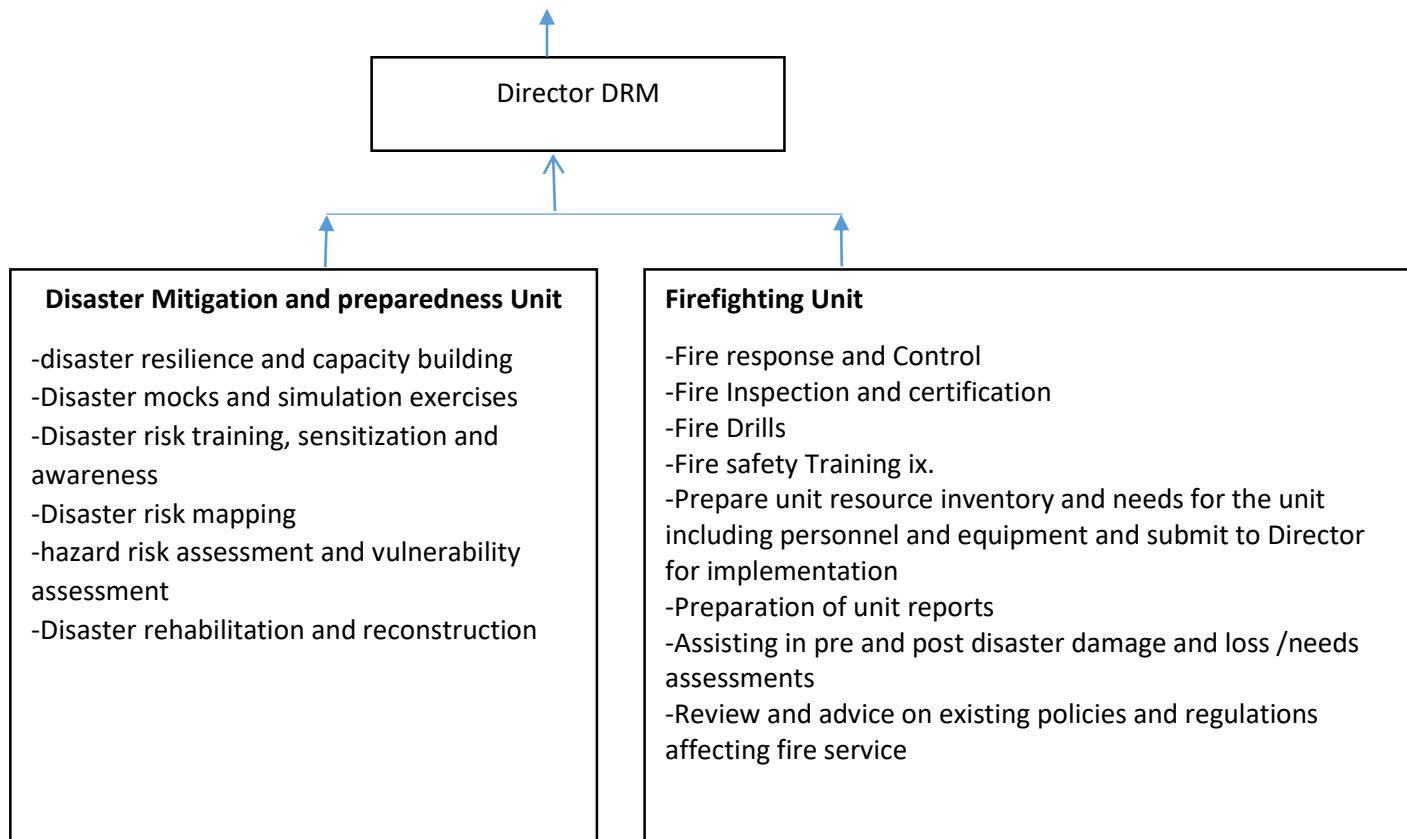 Director DRM
Disaster Mitigation and preparedness Unit
-disaster resilience and capacity building
-Disaster mocks and simulation exercises
-Disaster risk training, sensitization and
awareness
-Disaster risk mapping
-hazard risk assessment and vulnerability
assessment
-Disaster rehabilitation and reconstruction
Firefighting Unit
-Fire response and Control
-Fire Inspection and certification
-Fire Drills
-Fire safety Training ix.
-Prepare unit resource inventory and needs for the unit
including personnel and equipment and submit to Director
for implementation
-Preparation of unit reports
-Assisting in pre and post disaster damage and loss /needs
assessments
-Review and advice on existing policies and regulations
affecting fire service